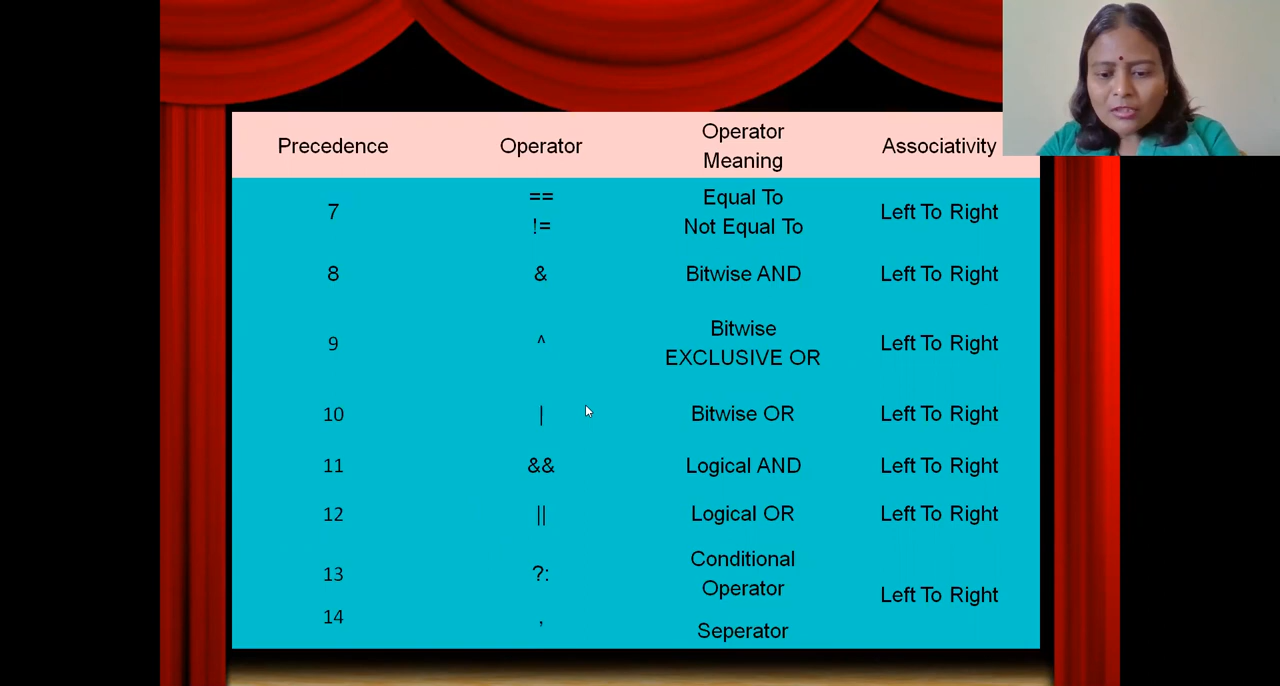 Precedence Operator Operator Meaning Associativity
7 == Equal To Left To Right
!= Not Equal To
8 & Bitwise AND Left To Right
9 ^ Bitwise EXCLUSIVE OR Left To Right
10 | Bitwise OR Left To Right
11 && Logical AND Left To Right
12 || Logical OR Left To Right
13 ?: Conditional Operator Left To Right
14 , Seperator